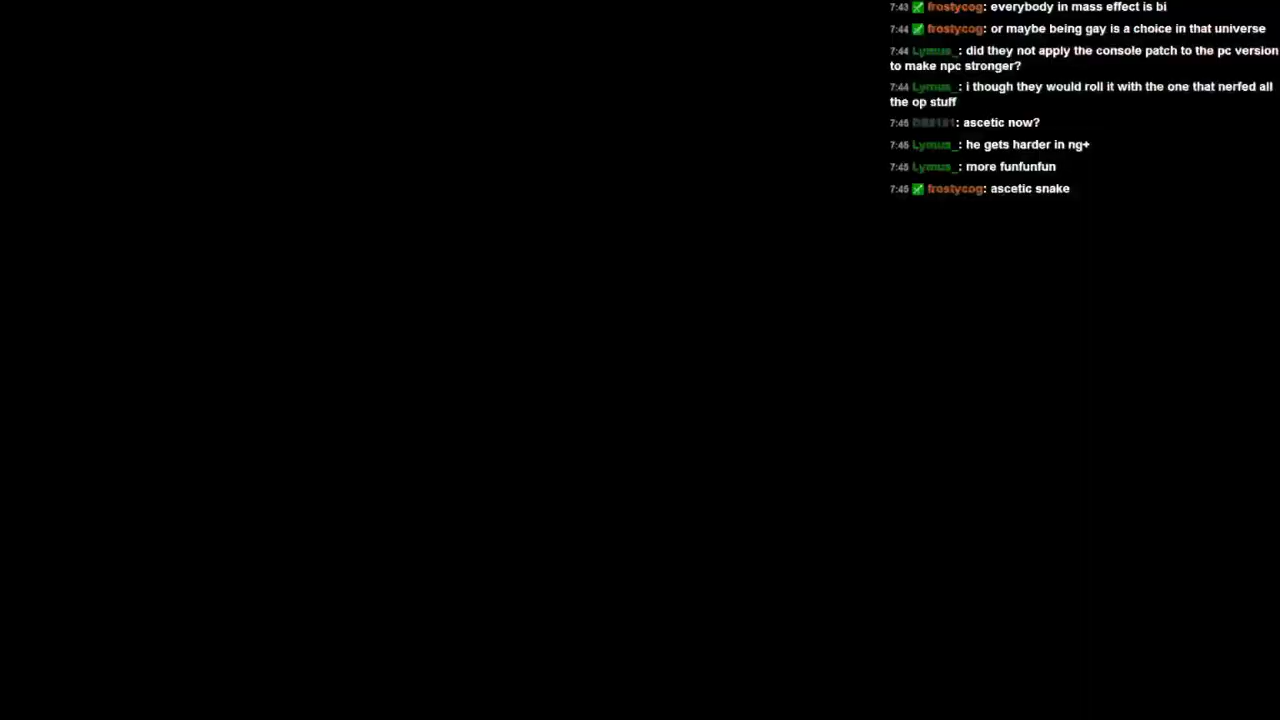 7:43 frostycog: everybody in mass effect is bi
7:44 frostycog: or maybe being gay is a choice in that universe
7:44 Lymus_: did they not apply the console patch to the pc version
to make npc stronger?
7:44 Lymus_: i though they would roll it with the one that nerfed all
the op stuff
7:45 : ascetic now?
7:45 Lymus_: he gets harder in ng+
7:45 Lymus_: more funfunfun
7:45 frostycog: ascetic snake